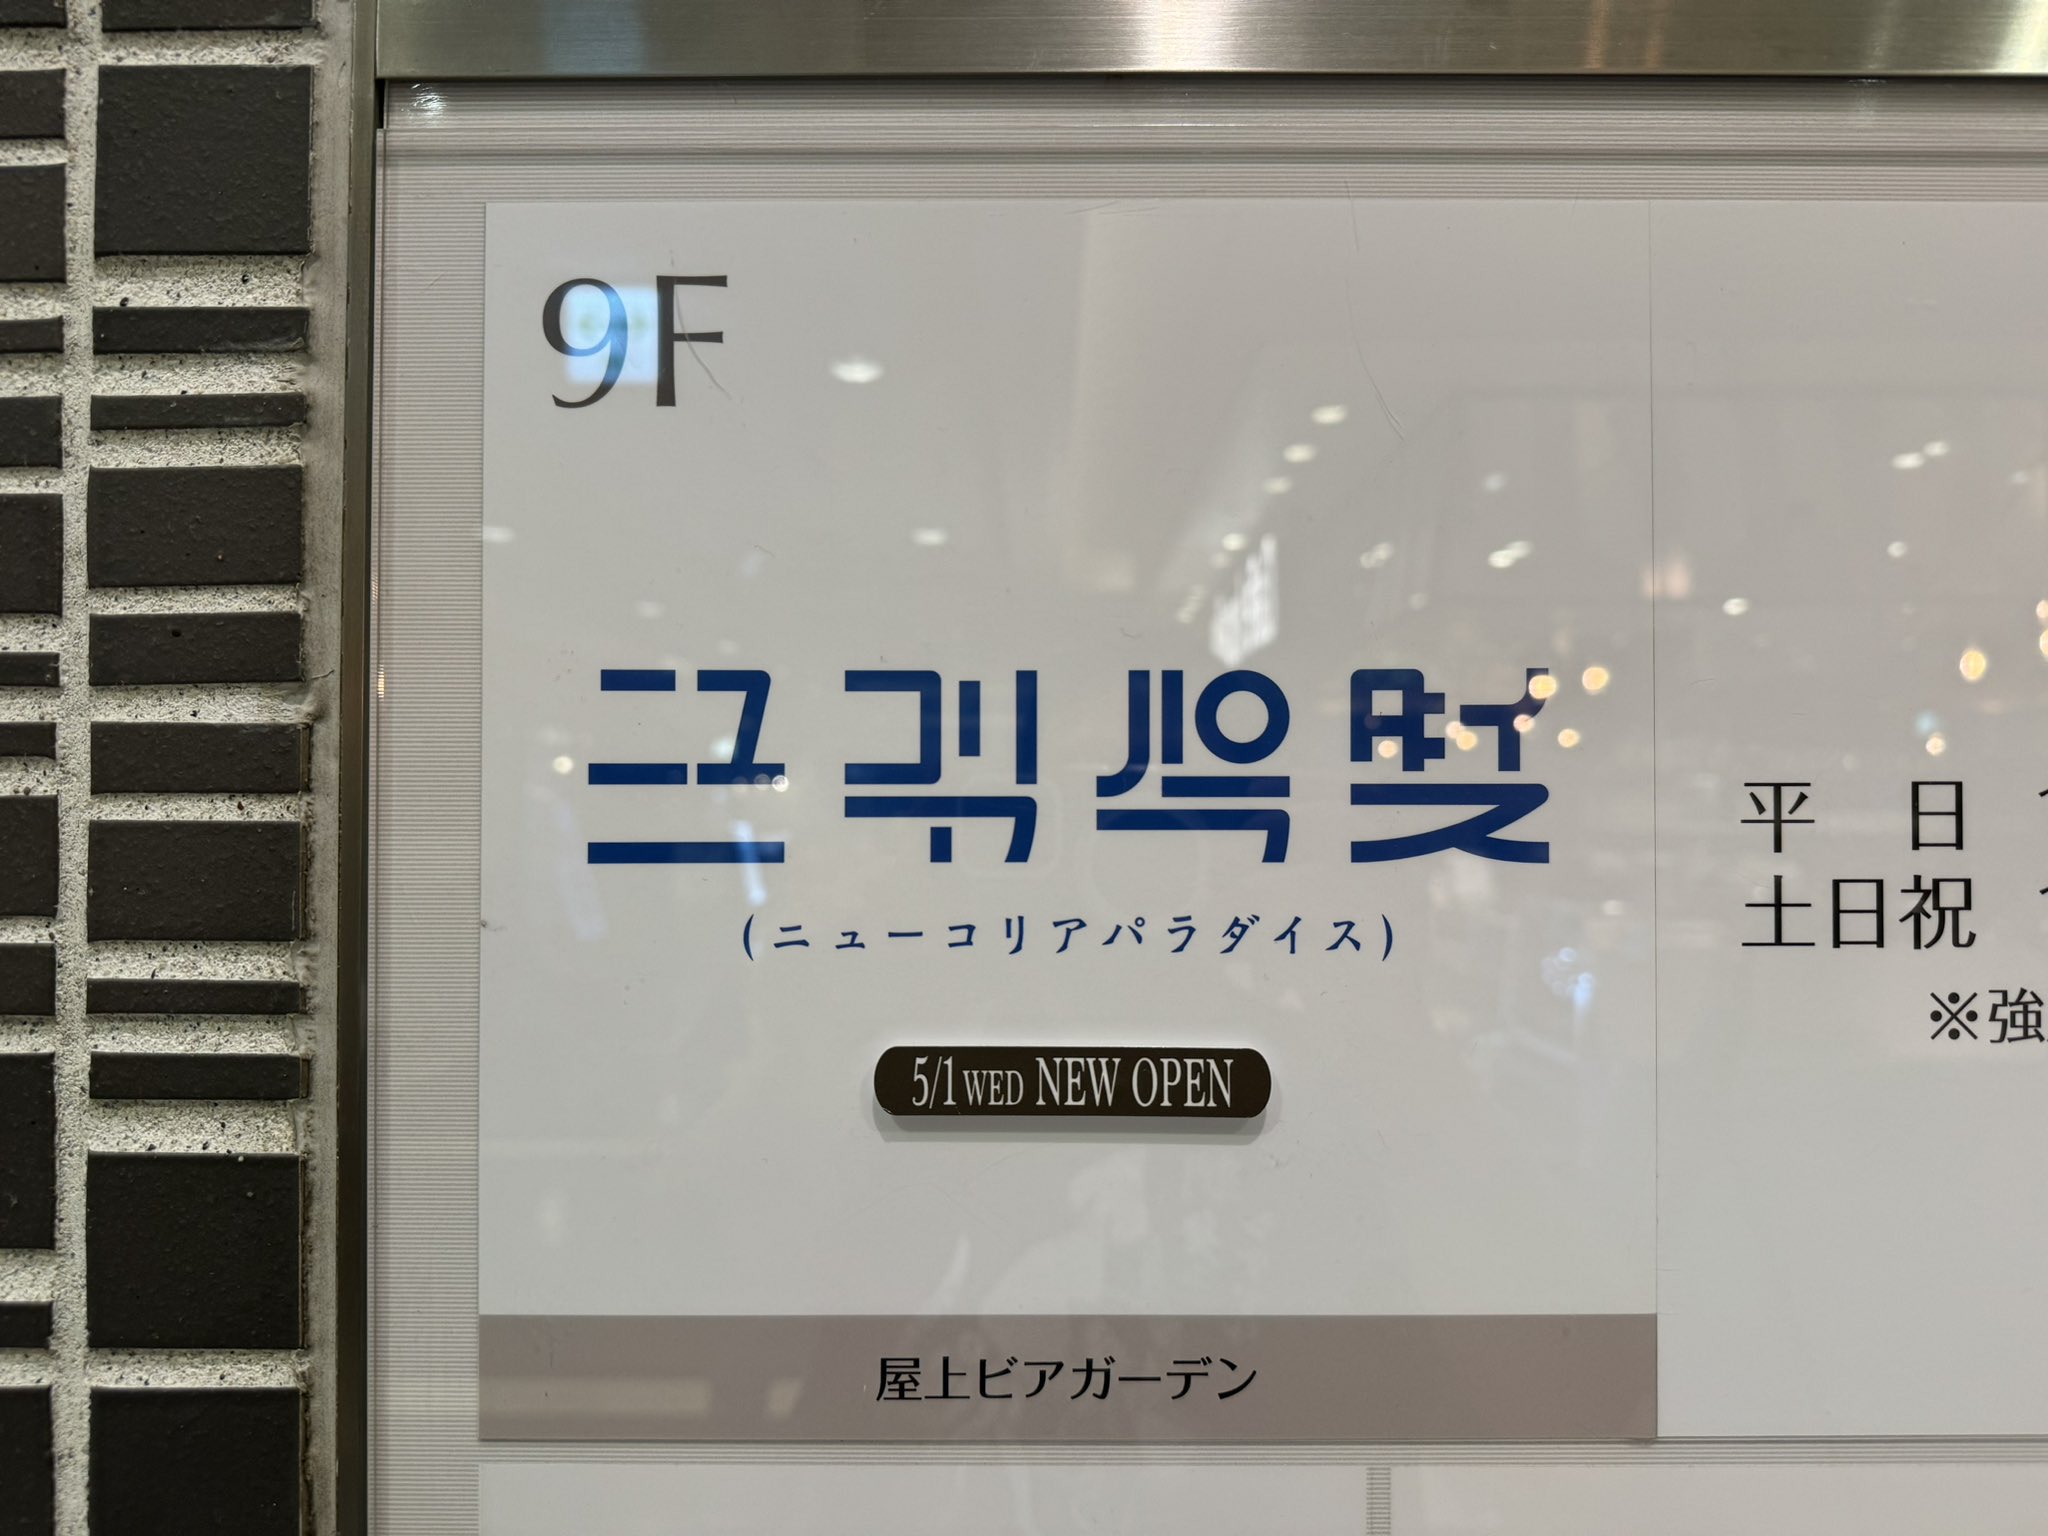 9F
ニューコリアパラダイス
(ニューコリアパラダイス)
5/1 WED NEW OPEN
屋上ビアガーデン
平 日
土日祝
※強